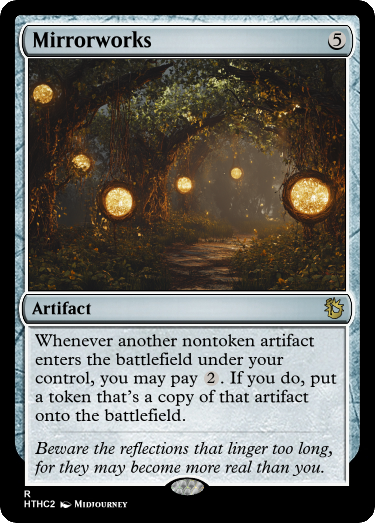 Mirrorworks 5
Artifact
Whenever another nontoken artifact
enters the battlefield under your
control, you may pay 2. If you do, put
a token that's a copy of that artifact
onto the battlefield.
Beware the reflections that linger too long,
for they may become more real than you.
R
HTHC2 Midjourney